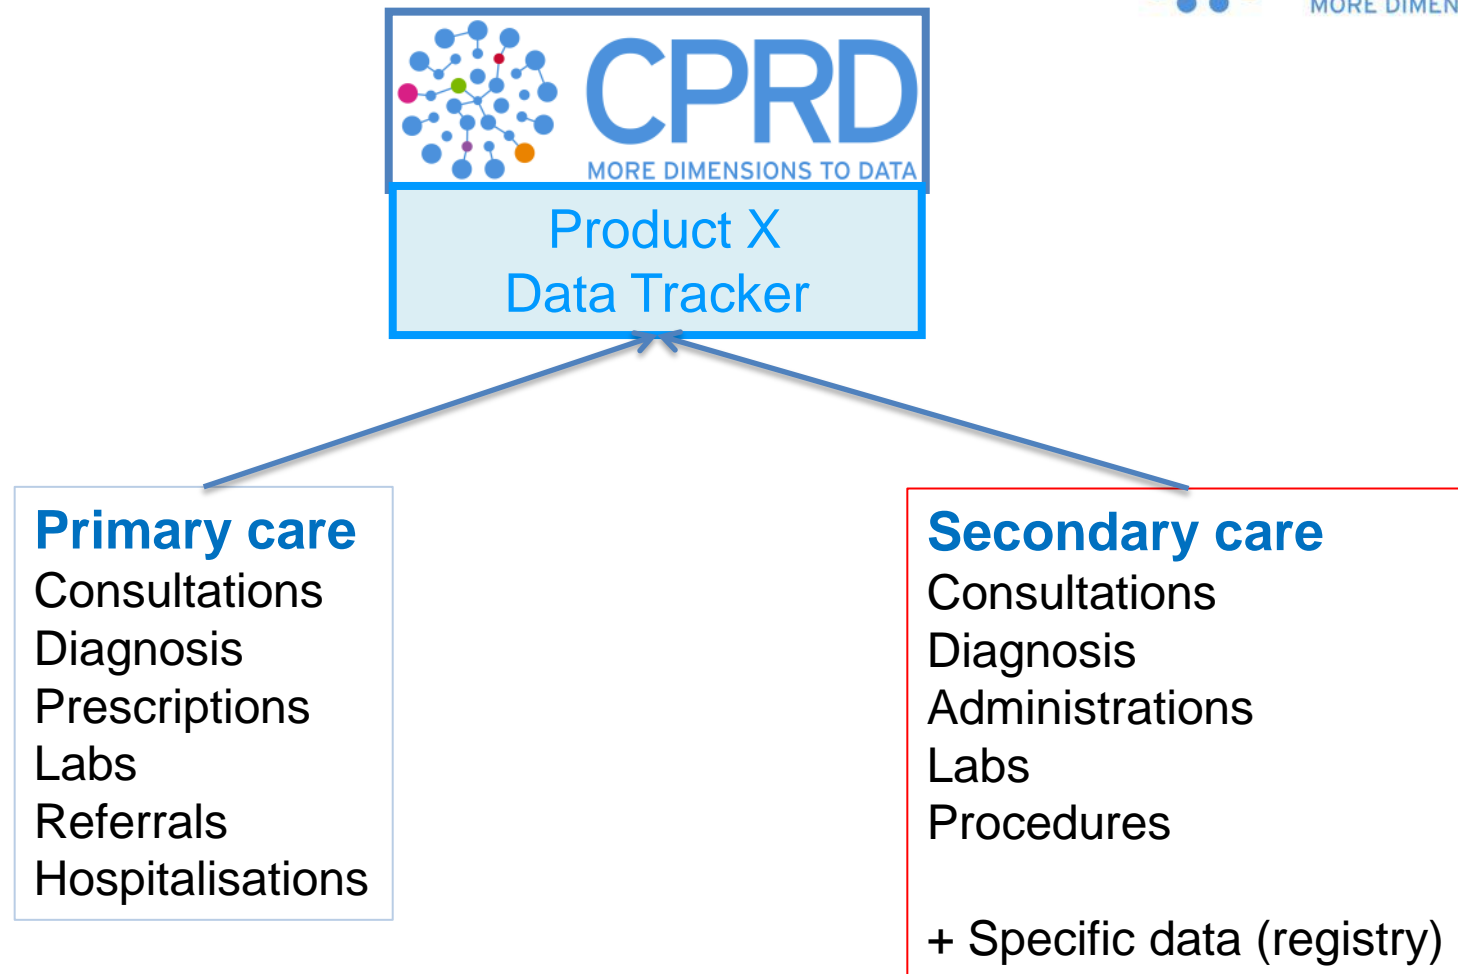 MORE DIMEN
CPRD
MORE DIMENSIONS TO DATA
Product X
Data Tracker
Primary care
Consultations
Diagnosis
Prescriptions
Labs
Referrals
Hospitalisations
Secondary care
Consultations
Diagnosis
Administrations
Labs
Procedures
+ Specific data (registry)